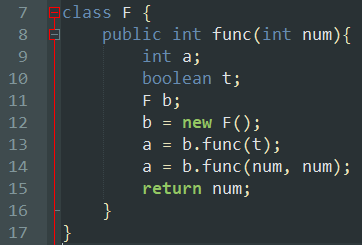 7 class F {
8     public int func(int num){
9         int a;
10         boolean t;
11         F b;
12         b = new F();
13         a = b.func(t);
14         a = b.func(num, num);
15         return num;
16     }
17 }